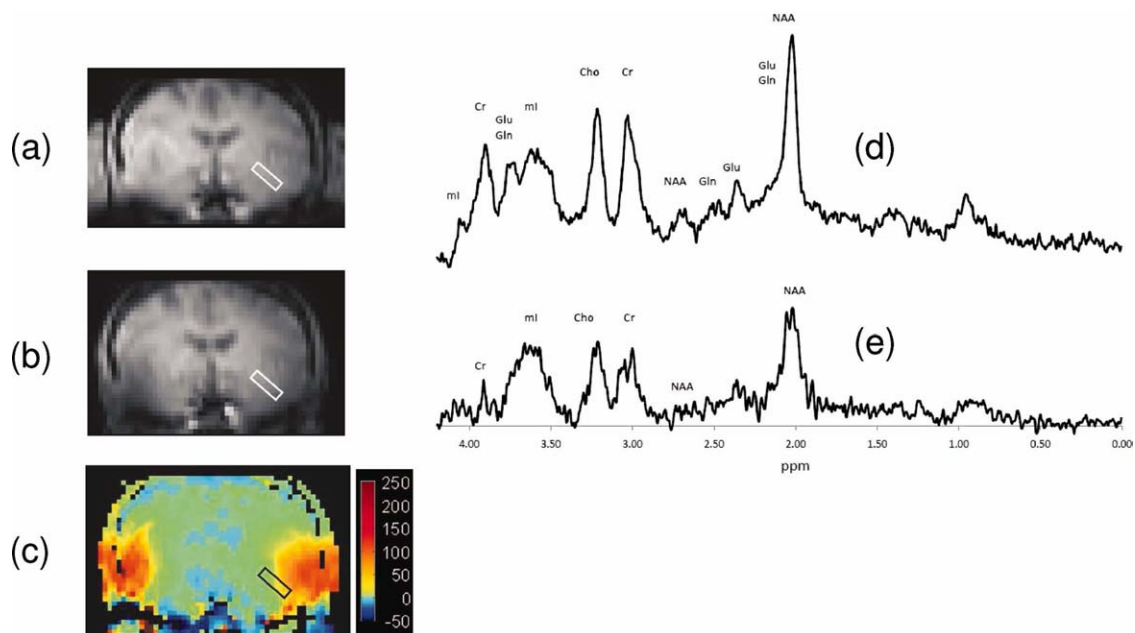 (a)
(b)
(c)
250
200
150
100
50
0
-50
NAA
Glu
Gln
Cho
Cr
Cr
Glu
Gln
mI
(d)
NAA
Gln
Glu
mI
NAA
mI
Cho
Cr
(e)
Cr
NAA
4.00 3.50 3.00 2.50 2.00 1.50 1.00 0.50 0.00
ppm